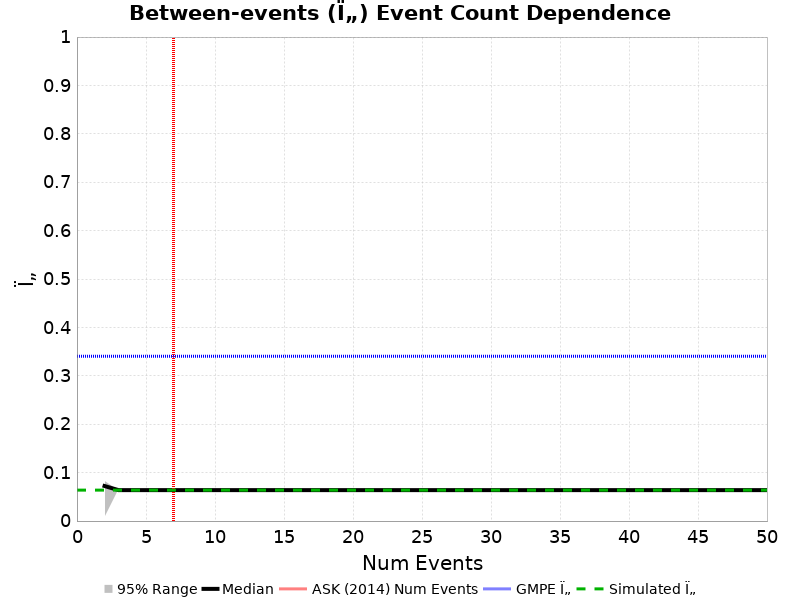 Between-events (Ï„) Event Count Dependence
1
0.9
0.8
0.7
0.6
0.5
0.4
0.3
0.2
0.1
0
Ï„
0 5 10 15 20 25 30 35 40 45 50
Num Events
95% Range Median ASK (2014) Num Events GMPE Ï„ Simulated Ï„